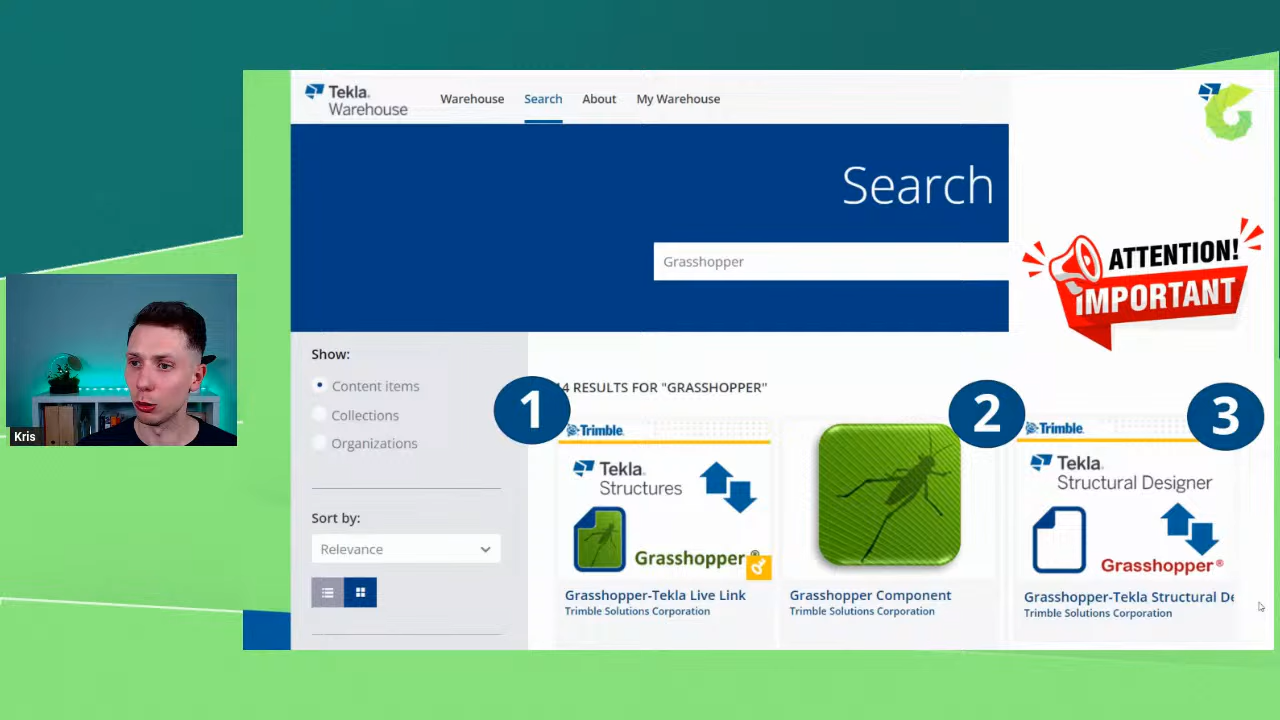 Tekla.
Warehouse
Warehouse
Search
About
My Warehouse
Search
Grasshopper
ATTENTION!
IMPORTANT
Show:
Content items
Collections
Organizations
Sort by:
Relevance
4 RESULTS FOR "GRASSHOPPER"
1
Trimble.
Tekla.
Structures
Grasshopper®
Grasshopper-Tekla Live Link
Trimble Solutions Corporation
2
Grasshopper Component
Trimble Solutions Corporation
3
Trimble.
Tekla.
Structural Designer
Grasshopper®
Grasshopper-Tekla Structural De
Trimble Solutions Corporation
Kris